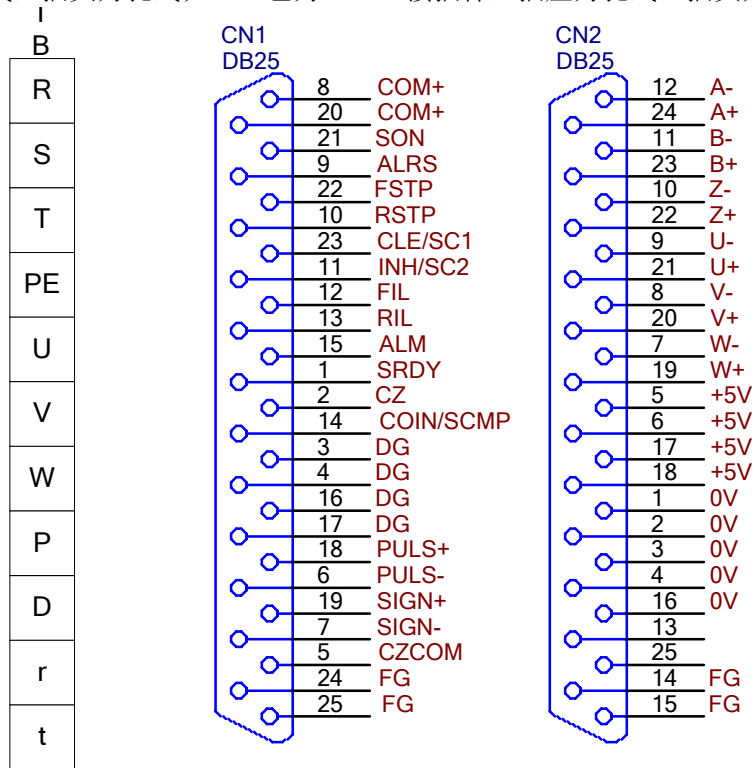 B
R
S
T
PE
U
V
W
P
D
r
t
CN1
DB25
8 COM+
20 COM+
21 SON
9 ALRS
22 FSTP
10 RSTP
23 CLE/SC1
11 INH/SC2
12 FIL
13 RIL
15 ALM
1 SRDY
2 CZ
14 COIN/SCMP
3 DG
4 DG
16 DG
17 DG
18 PULS+
6 PULS-
19 SIGN+
7 SIGN-
5 CZCOM
24 FG
25 FG
CN2
DB25
12 A-
24 A+
11 B-
23 B+
10 Z-
22 Z+
9 U-
21 U+
8 V-
20 V+
7 W-
19 W+
5 +5V
6 +5V
17 +5V
18 +5V
1 0V
2 0V
3 0V
4 0V
16 0V
13
25
14 FG
15 FG